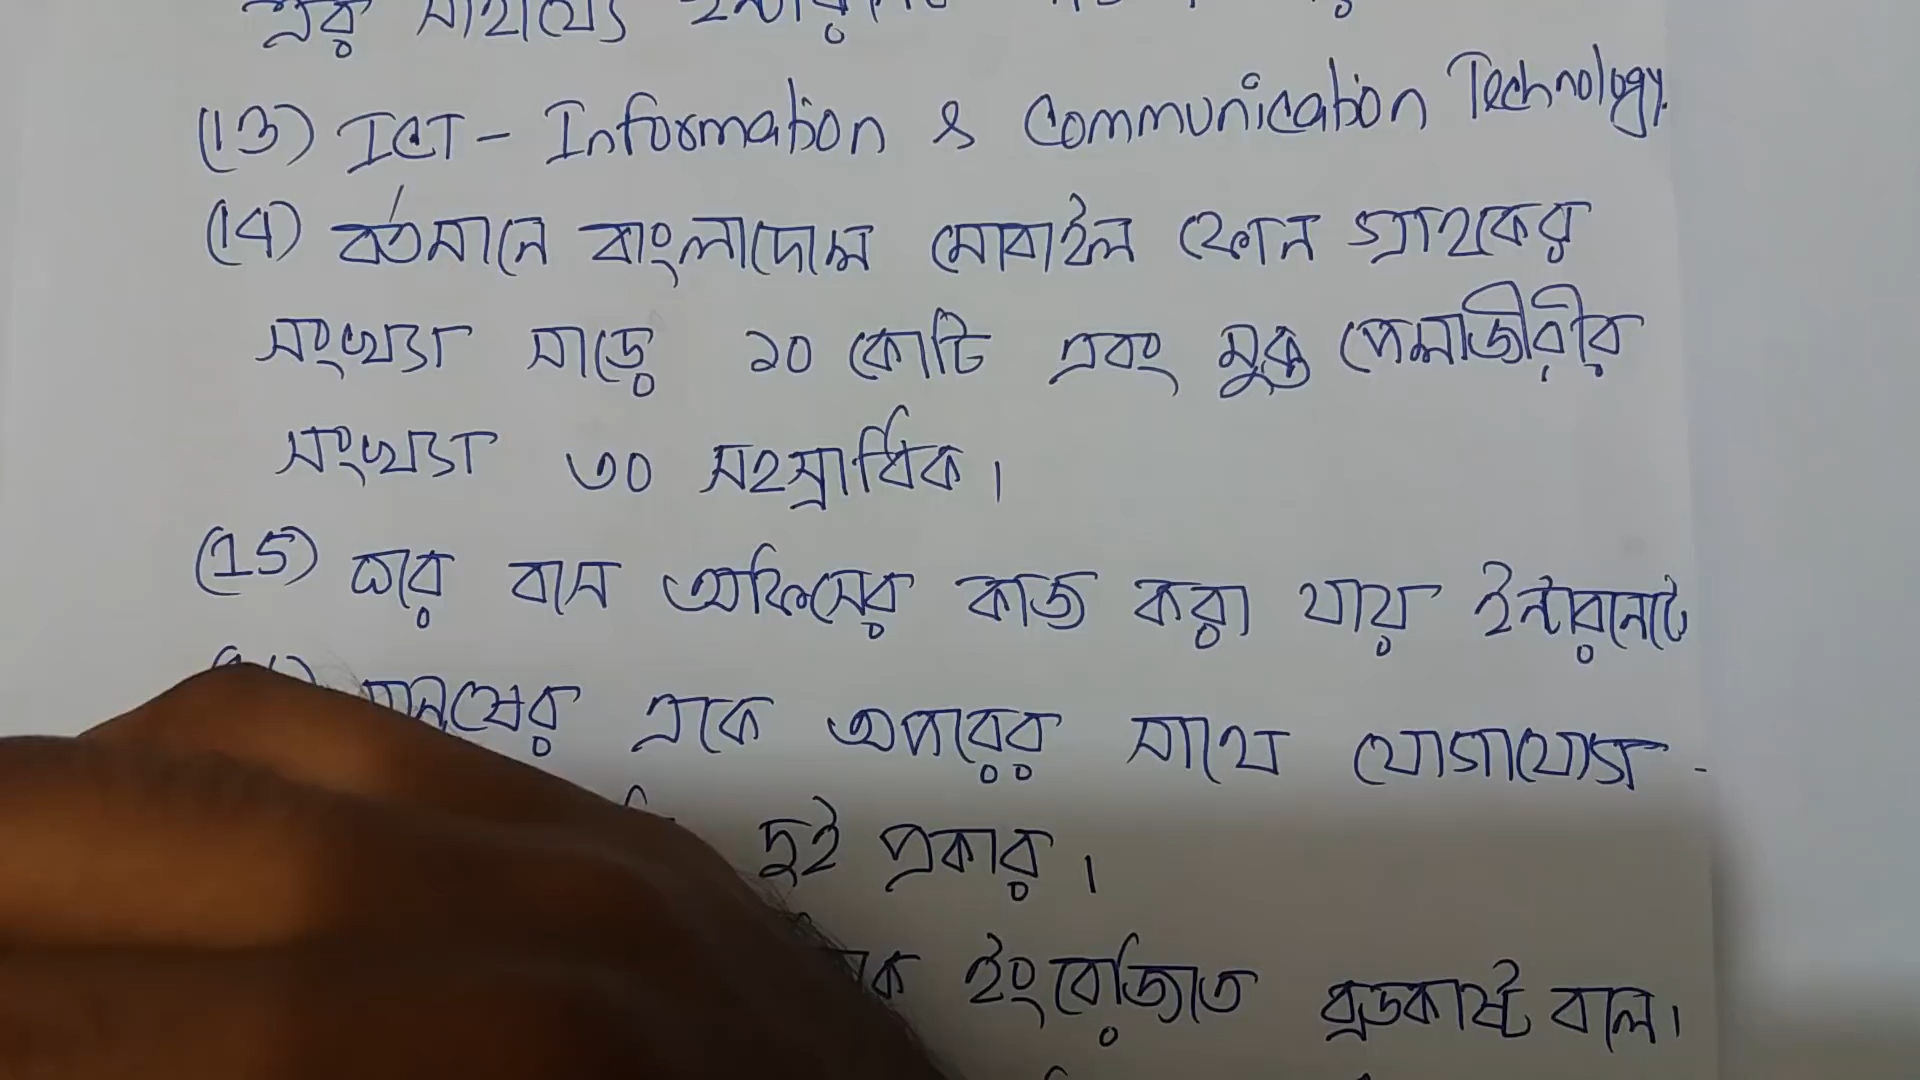 এর সাহায্যে
(13) ICT - Information & Communication Technology.
(14) বর্তমানে বাংলাদেশে মোবাইল ফোন গ্রাহকের
সংখ্যা সাড়ে ১০ কোটি এবং মুক্ত পেশাজীবীর
সংখ্যা ৩০ সহস্রাধিক।
(15) ঘরে বসে অফিসের কাজ করা যায় ইন্টারনেটে
মানুষের একে অপরের সাথে যোগাযোগ -
দুই প্রকার।
ইংরেজিতে ব্রডকাষ্ট বলে।